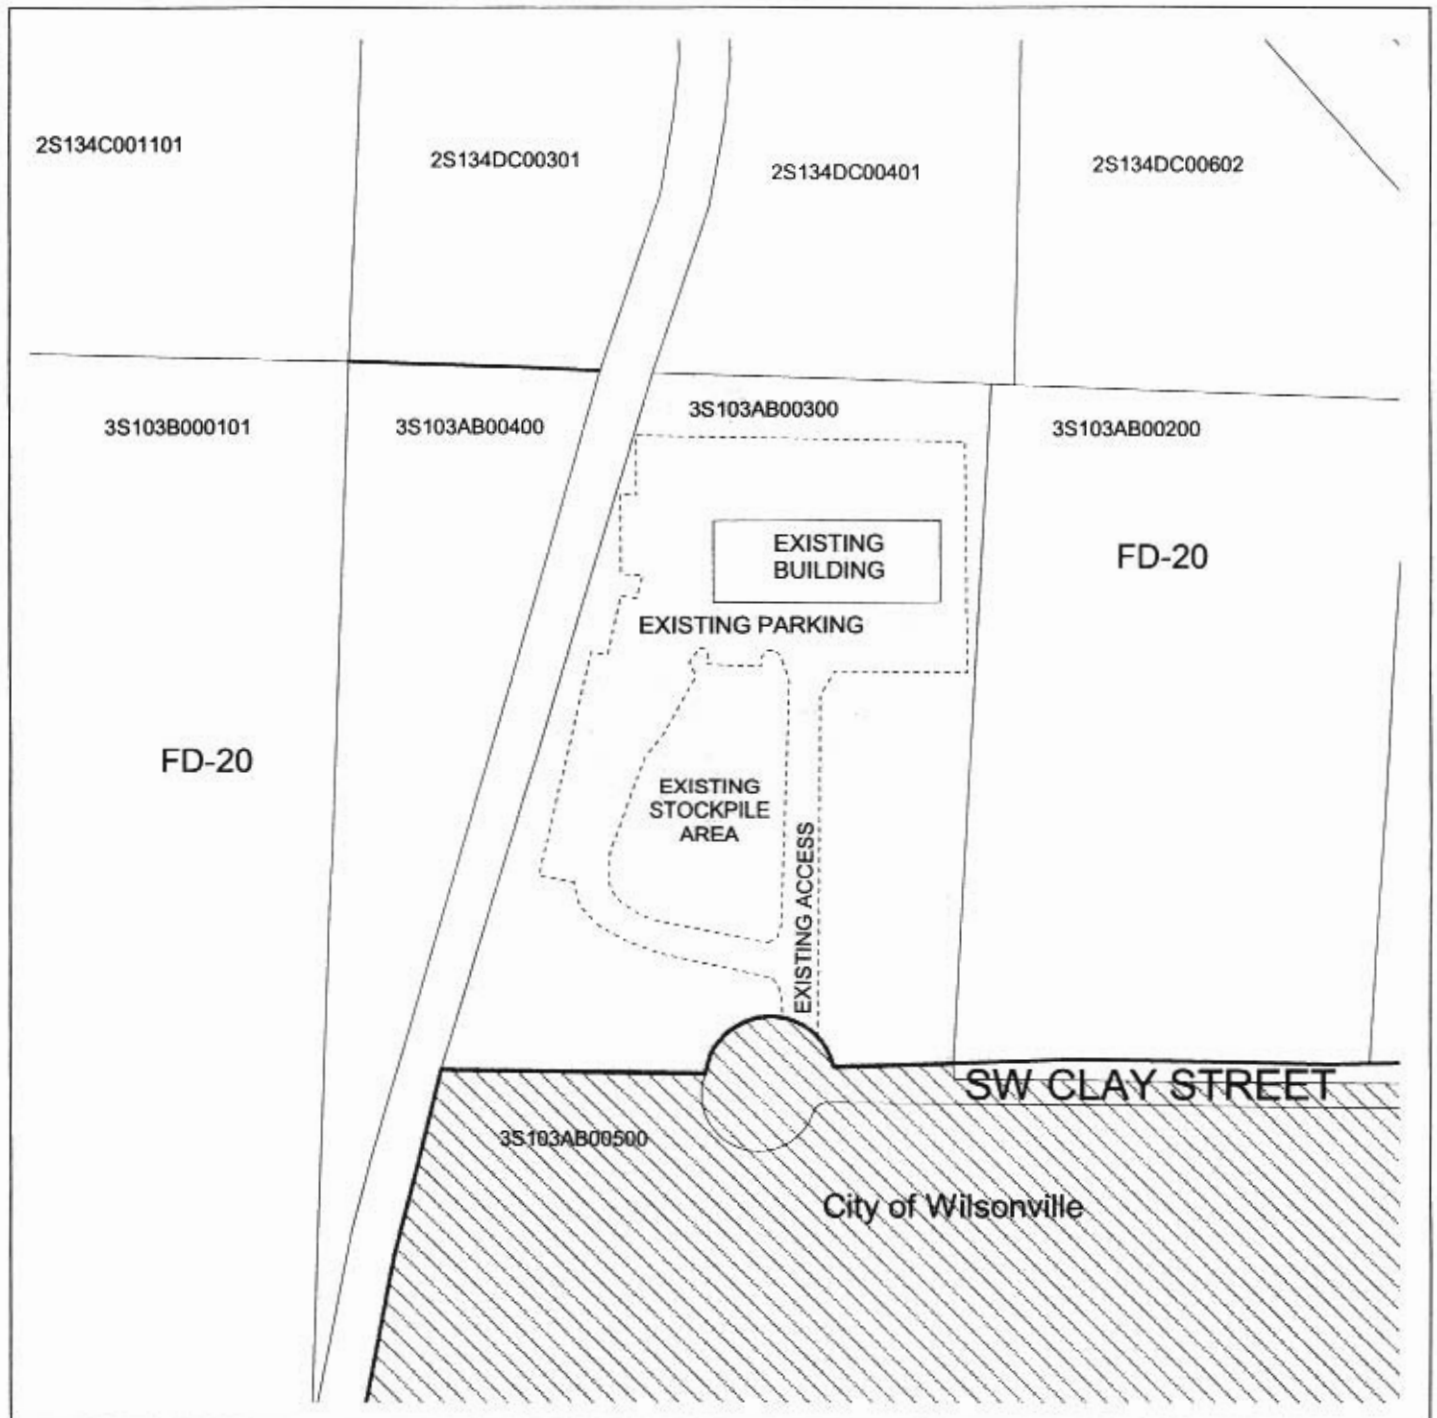 2S134C001101
2S134DC00301
2S134DC00401
2S134DC00602
3S103B000101
3S103AB00400
3S103AB00300
3S103AB00200
EXISTING
BUILDING
FD-20
EXISTING PARKING
FD-20
EXISTING
STOCKPILE
AREA
EXISTING ACCESS
SW CLAY STREET
3S103AB00500
City of Wilsonville